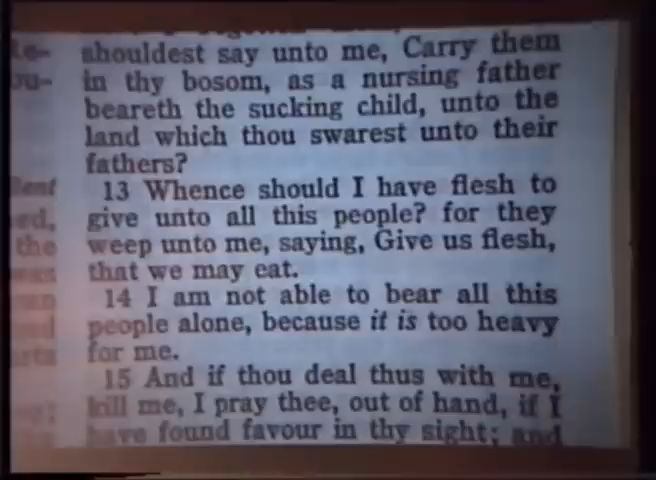 shouldest say unto me, Carry them
in thy bosom, as a nursing father
beareth the sucking child, unto the
land which thou swarest unto their
fathers?
13 Whence should I have flesh to
give unto all this people? for they
weep unto me, saying, Give us flesh,
that we may eat.
14 I am not able to bear all this
people alone, because it is too heavy
for me.
15 And if thou deal thus with me,
kill me, I pray thee, out of hand, if I
have found favour in thy sight; and
ed,
the